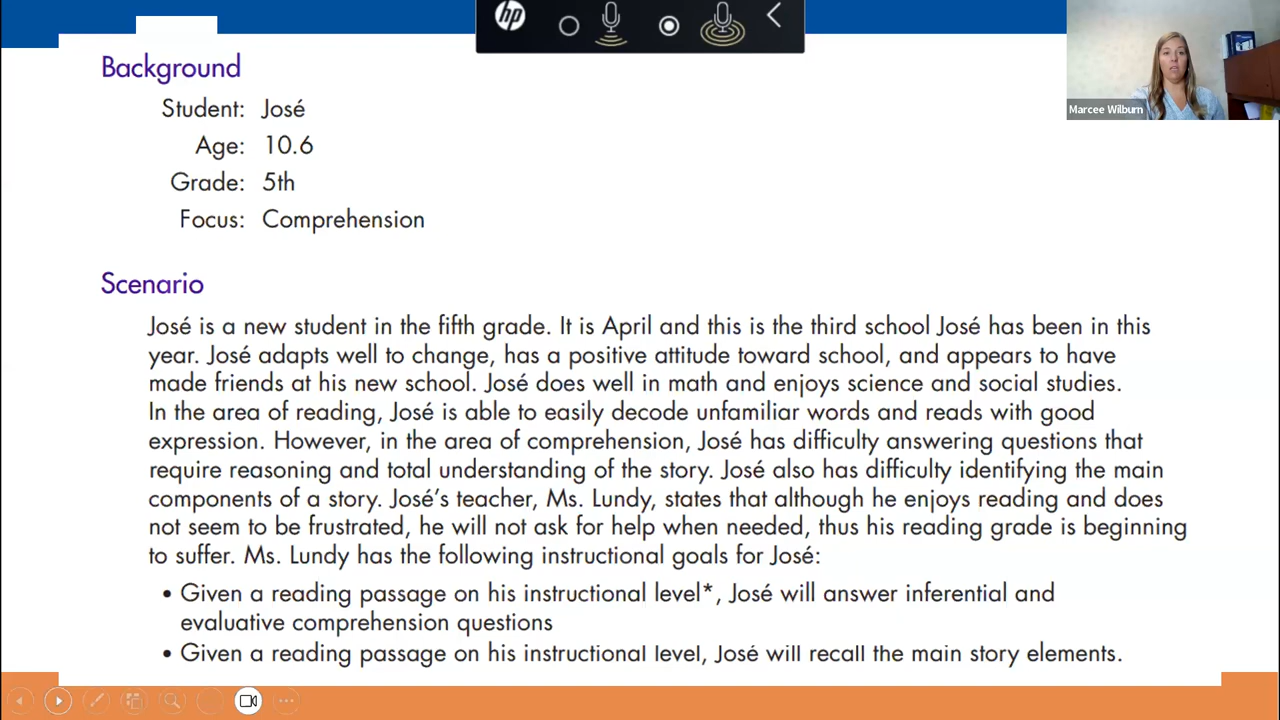 hp
Marcee Wilburn
Background
Student: José
Age: 10.6
Grade: 5th
Focus: Comprehension
Scenario
José is a new student in the fifth grade. It is April and this is the third school José has been in this
year. José adapts well to change, has a positive attitude toward school, and appears to have
made friends at his new school. José does well in math and enjoys science and social studies.
In the area of reading, José is able to easily decode unfamiliar words and reads with good
expression. However, in the area of comprehension, José has difficulty answering questions that
require reasoning and total understanding of the story. José also has difficulty identifying the main
components of a story. José’s teacher, Ms. Lundy, states that although he enjoys reading and does
not seem to be frustrated, he will not ask for help when needed, thus his reading grade is beginning
to suffer. Ms. Lundy has the following instructional goals for José:
• Given a reading passage on his instructional level*, José will answer inferential and
evaluative comprehension questions
• Given a reading passage on his instructional level, José will recall the main story elements.